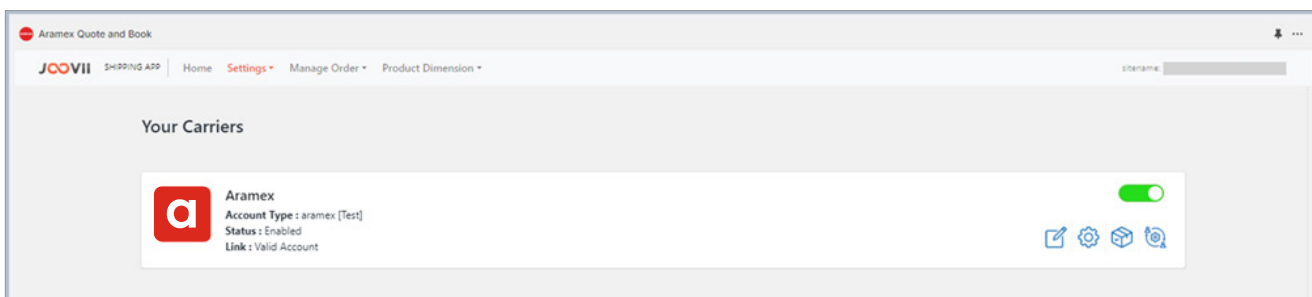 Aramex Quote and Book
JOOVII SHIPPING APP Home Settings Manage Order Product Dimension sitename:
Your Carriers
a
Aramex
Account Type : aramex [Test]
Status : Enabled
Link : Valid Account